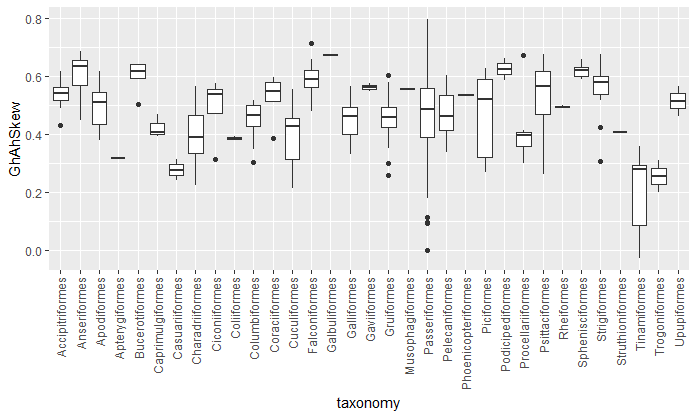 0.8
0.6
0.4
0.2
0.0
GhAhSkew
Accipitriformes
Anseriformes
Apodiformes
Apterygiformes
Bucerotiformes
Caprimulgiformes
Casuariiformes
Charadriiformes
Ciconiiformes
Coliiformes
Columbiformes
Coraciiformes
Cuculiformes
Falconiformes
Galbuliformes
Galliformes
Gaviiformes
Gruiformes
Musophagiformes
Passeriformes
Pelecaniformes
Phoenicopteriformes
Piciformes
Podicipediformes
Procellariiformes
Psittaciformes
Rheiformes
Sphenisciformes
Strigiformes
Struthioniformes
Tinamiformes
Trogoniformes
Upupiformes
taxonomy